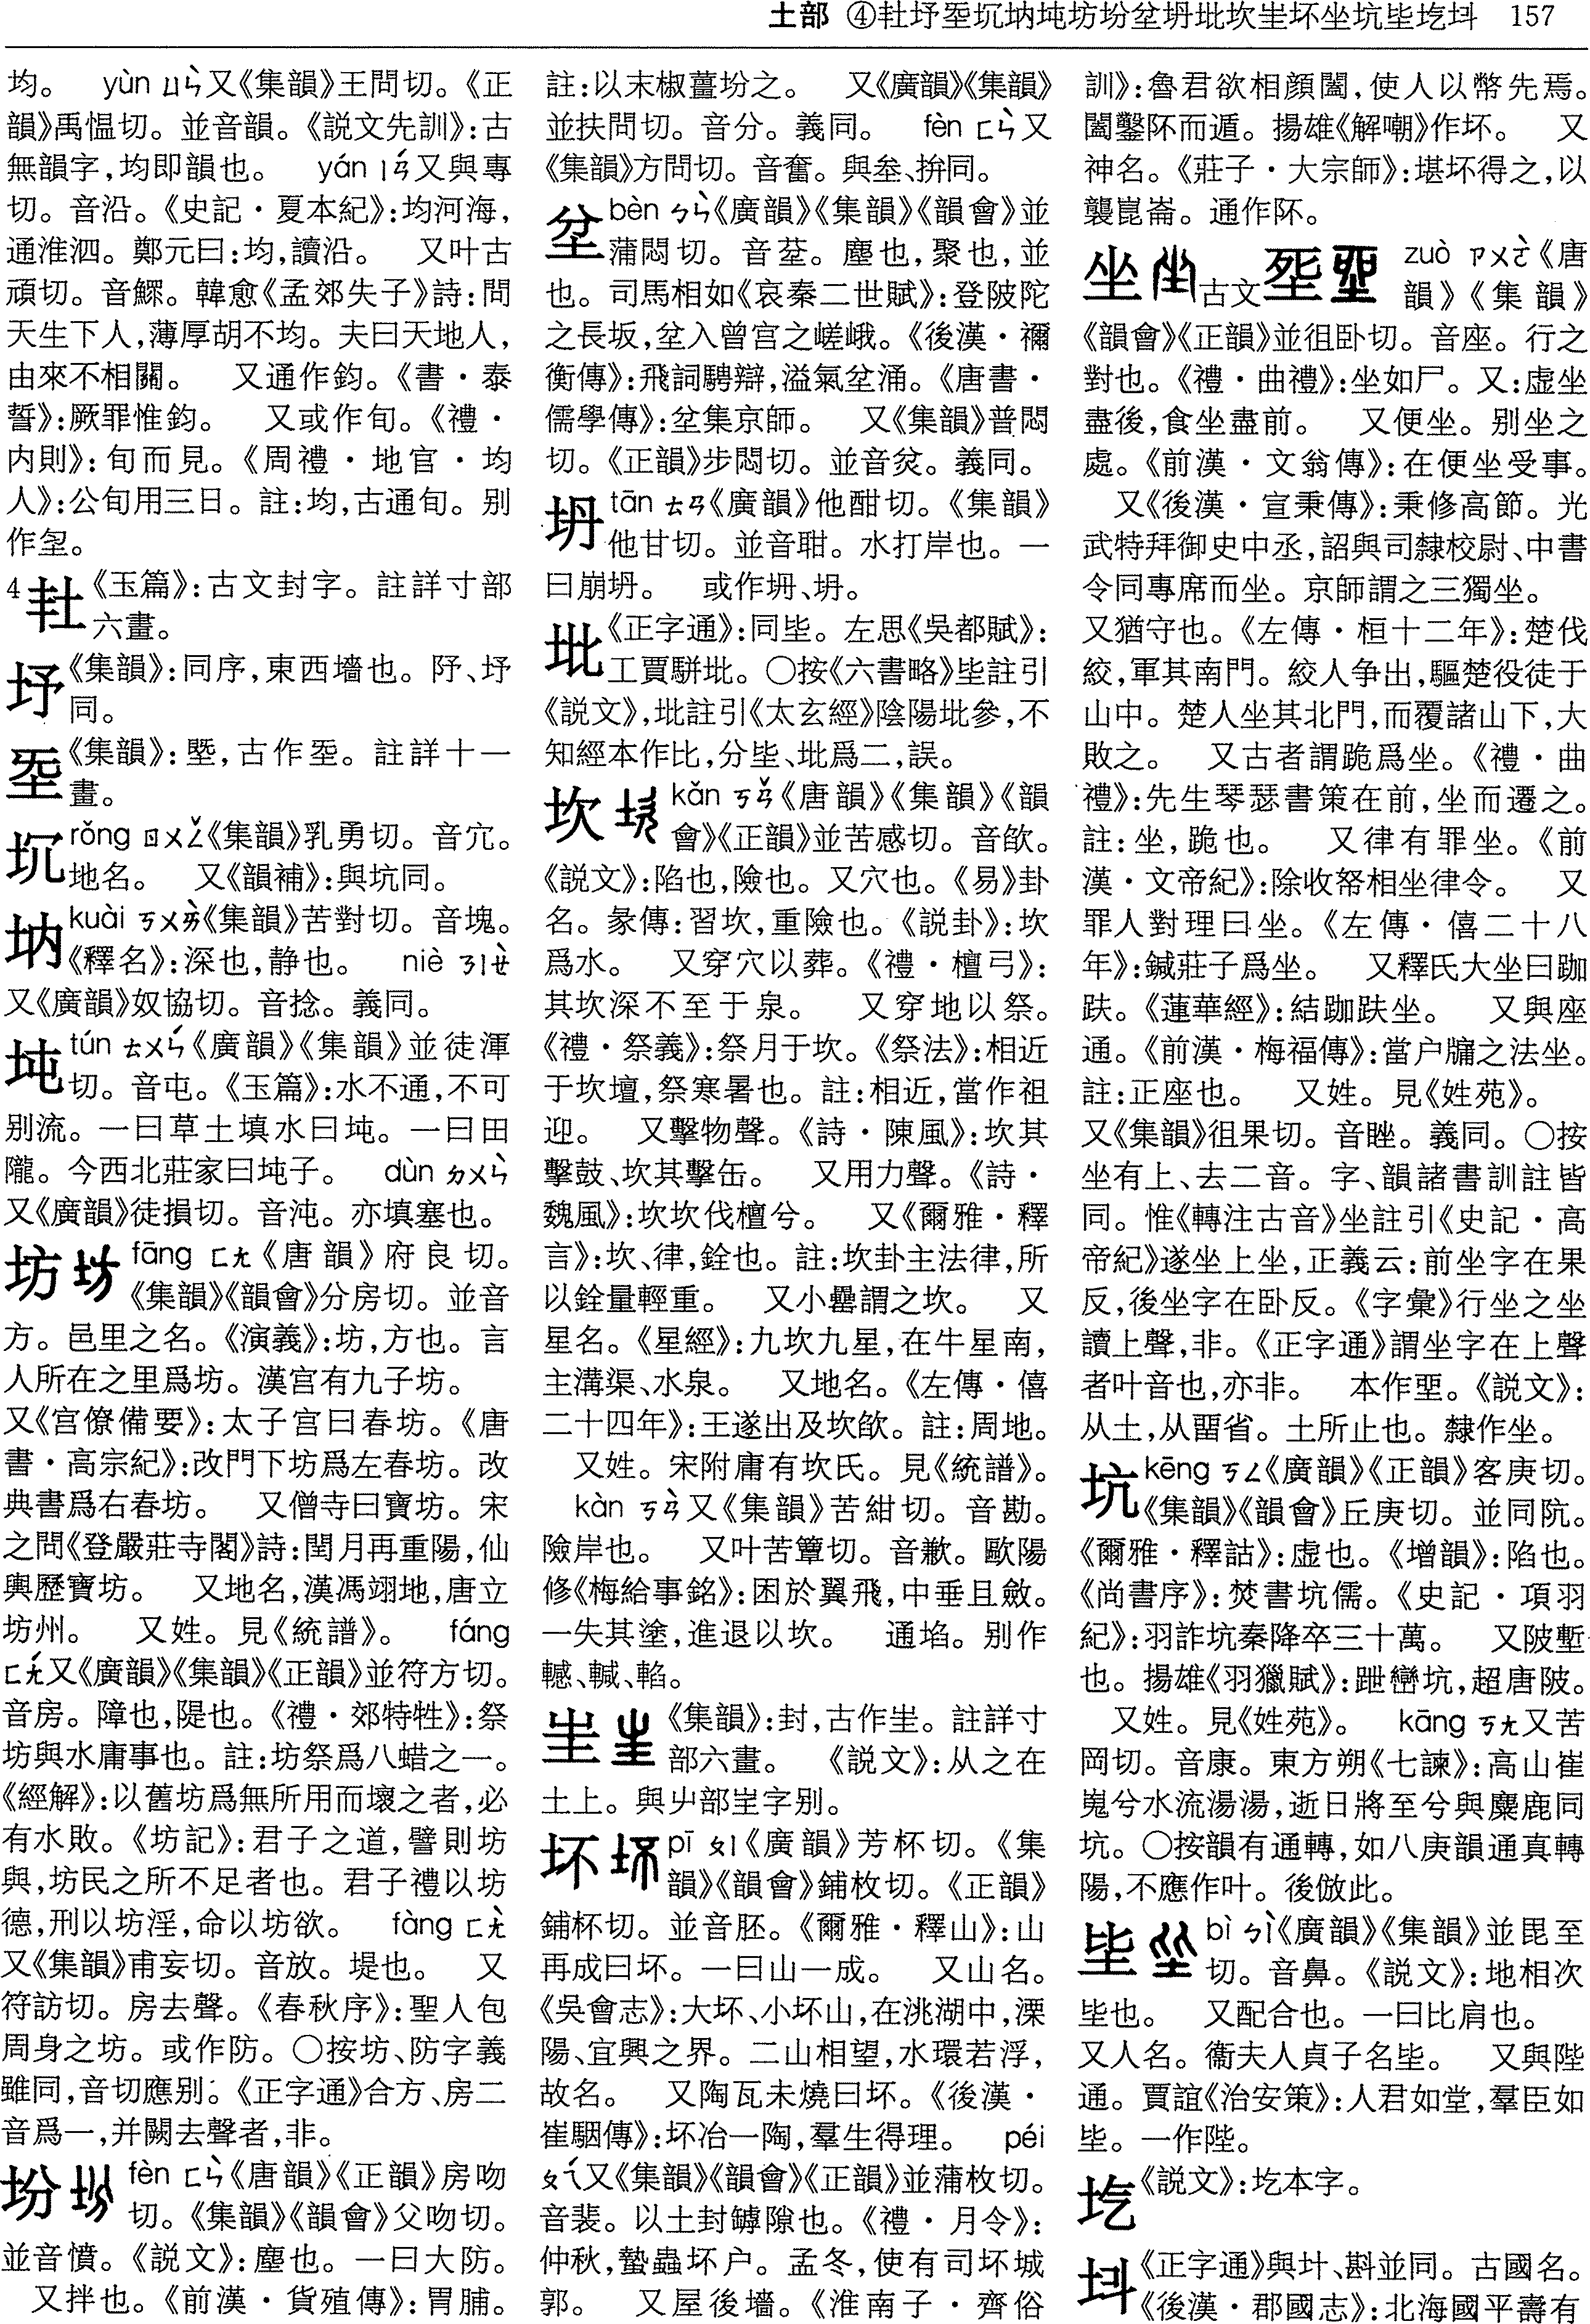 土部 ④𡉘㘧𡉣坈㘨坉坊坋坌坍坒坎㞷坏坐坑坒圪㘰 157
均。 yùn ㄩㄣˋ又《集韻》王問切。《正
韻》禹愠切。並音韻。《説文先訓》:古
無韻字,均即韻也。 yán ㄧㄢˊ又與專
切。音沿。《史記·夏本紀》:均河海,
通淮泗。鄭元曰:均,讀沿。 又叶古
頑切。音鰥。韓愈《孟郊失子》詩:問
天生下人,薄厚胡不均。夫曰天地人,
由來不相關。 又通作鈞。《書·泰
誓》:厥罪惟鈞。 又或作旬。《禮·
内則》:旬而見。《周禮·地官·均
人》:公旬用三日。註:均,古通旬。别
作㘬。
4 《玉篇》:古文封字。註詳寸部
六畫。
㘧《集韻》:同序,東西墻也。㘧
同。
《集韻》:墍,古作。註詳十一
畫。
坈 rǒng ㄖㄨㄥˇ《集韻》乳勇切。音宂。
地名。 又《韻補》:與坑同。
㘨 kuài ㄎㄨㄞˋ《集韻》苦對切。音塊。
《釋名》:深也,静也。 niè ㄋㄧㄝˋ
又《廣韻》奴協切。音捻。義同。
坉 tún ㄊㄨㄣˊ《廣韻》《集韻》並徒渾
切。音屯。《玉篇》:水不通,不可
别流。一曰草土填水曰坉。一曰田
隴。今西北莊家曰坉子。 dùn ㄉㄨㄣˋ
又《廣韻》徒損切。音沌。亦填塞也。
坊 fāng ㄈㄤ《唐韻》府良切。
《集韻》《韻會》分房切。並音
方。邑里之名。《演義》:坊,方也。言
人所在之里爲坊。漢宫有九子坊。
又《宫僚備要》:太子宫曰春坊。《唐
書·高宗紀》:改門下坊爲左春坊。改
典書爲右春坊。 又僧寺曰寶坊。宋
之問《登嚴莊寺閣》詩:閏月再重陽,仙
輿歷寶坊。 又地名,漢馮翊地,唐立
坊州。 又姓。見《統譜》。 fáng
ㄈㄤˊ又《廣韻》《集韻》《正韻》並符方切。
音房。障也,隄也。《禮·郊特牲》:祭
坊與水庸事也。註:坊祭爲八蜡之一。
《經解》:以舊坊爲無所用而壞之者,必
有水敗。《坊記》:君子之道,譬則坊
與,坊民之所不足者也。君子禮以坊
德,刑以坊淫,命以坊欲。 fàng ㄈㄤˋ
又《集韻》甫妄切。音放。堤也。 又
符訪切。房去聲。《春秋序》:聖人包
周身之坊。或作防。〇按坊、防字義
雖同,音切應别。《正字通》合方、房二
音爲一,并闕去聲者,非。
坋 fèn ㄈㄣˋ《唐韻》《正韻》房吻
切。《集韻》《韻會》父吻切。
並音憤。《説文》:塵也。一曰大防。
又拌也。《前漢·貨殖傳》:胃脯。
註:以末椒薑坋之。 又《廣韻》《集韻》
並扶問切。音分。義同。 fèn ㄈㄣˋ又
《集韻》方問切。音奮。與坌、拚同。
坌 bèn ㄅㄣˋ《廣韻》《集韻》《韻會》並
蒲悶切。音坌。塵也,聚也,並
也。司馬相如《哀秦二世賦》:登陂陀
之長坂,坌入曾宫之嵯峨。《後漢·禰
衡傳》:飛詞騁辯,溢氣坌涌。《唐書·
儒學傳》:坌集京師。 又《集韻》普悶
切。《正韻》步悶切。並音㳅。義同。
坍 tān ㄊㄢ《廣韻》他酣切。《集韻》
他甘切。並音聃。水打岸也。一
曰崩坍。 或作坍、坍。
《正字通》:同坒。左思《吳都賦》:
工賈駢坒。〇按《六書略》坒註引
《説文》,註引《太玄經》陰陽參,不
知經本作比,分坒、爲二,誤。
坎 kǎn ㄎㄢˇ《唐韻》《集韻》《韻
會》《正韻》並苦感切。音欿。
《説文》:陷也,險也。又穴也。《易》卦
名。彖傳:習坎,重險也。《説卦》:坎
爲水。 又穿穴以葬。《禮·檀弓》:
其坎深不至于泉。 又穿地以祭。
《禮·祭義》:祭月于坎。《祭法》:相近
于坎壇,祭寒暑也。註:相近,當作祖
迎。 又擊物聲。《詩·陳風》:坎其
擊鼓、坎其擊缶。 又用力聲。《詩·
魏風》:坎坎伐檀兮。 又《爾雅·釋
言》:坎、律,銓也。註:坎卦主法律,所
以銓量輕重。 又小罍謂之坎。 又
星名。《星經》:九坎九星,在牛星南,
主溝渠、水泉。 又地名。《左傳·僖
二十四年》:王遂出及坎欿。註:周地。
又姓。宋附庸有坎氏。見《統譜》。
kàn ㄎㄢˋ又《集韻》苦紺切。音勘。
險岸也。 又叶苦簟切。音歉。歐陽
修《梅給事銘》:困於翼飛,中垂且斂。
一失其塗,進退以坎。 通埳。别作
轗、輱、輡。
㞷《集韻》:封,古作㞷。註詳寸
部六畫。 《説文》:从之在
土上。與屮部㞷字别。
坏 pī ㄆㄧ《廣韻》芳杯切。《集
韻》《韻會》鋪枚切。《正韻》
鋪杯切。並音胚。《爾雅·釋山》:山
再成曰坏。一曰山一成。 又山名。
《吳會志》:大坏、小坏山,在洮湖中,溧
陽、宜興之界。二山相望,水環若浮,
故名。 又陶瓦未燒曰坏。《後漢·
崔駰傳》:坏冶一陶,羣生得理。 péi
ㄆㄟˊ又《集韻》《韻會》《正韻》並蒲枚切。
音裴。以土封罅隙也。《禮·月令》:
仲秋,蟄蟲坏户。孟冬,使有司坏城
郭。 又屋後墻。《淮南子·齊俗
訓》:魯君欲相顔闔,使人以幣先焉。
闔鑿阫而遁。揚雄《解嘲》作坏。 又
神名。《莊子·大宗師》:堪坏得之,以
襲崑崙。通作阫。
坐 古文 zuò ㄗㄨㄛˋ《唐
韻》《集韻》
《韻會》《正韻》並徂卧切。音座。行之
對也。《禮·曲禮》:坐如尸。又:虚坐
盡後,食坐盡前。 又便坐。别坐之
處。《前漢·文翁傳》:在便坐受事。
又《後漢·宣秉傳》:秉修高節。光
武特拜御史中丞,詔與司隸校尉、中書
令同專席而坐。京師謂之三獨坐。
又猶守也。《左傳·桓十二年》:楚伐
絞,軍其南門。絞人争出,驅楚役徒于
山中。楚人坐其北門,而覆諸山下,大
敗之。 又古者謂跪爲坐。《禮·曲
禮》:先生琴瑟書策在前,坐而遷之。
註:坐,跪也。 又律有罪坐。《前
漢·文帝紀》:除收帑相坐律令。 又
罪人對理曰坐。《左傳·僖二十八
年》:鍼莊子爲坐。 又釋氏大坐曰跏
趺。《蓮華經》:結跏趺坐。 又與座
通。《前漢·梅福傳》:當户牖之法坐。
註:正座也。 又姓。見《姓苑》。
又《集韻》徂果切。音睉。義同。〇按
坐有上、去二音。字、韻諸書訓註皆
同。惟《轉注古音》坐註引《史記·高
帝紀》遂坐上坐,正義云:前坐字在果
反,後坐字在卧反。《字彙》行坐之坐
讀上聲,非。《正字通》謂坐字在上聲
者叶音也,亦非。 本作𡊎。《説文》:
从土,从畱省。土所止也。隸作坐。
坑 kēng ㄎㄥ《廣韻》《正韻》客庚切。
《集韻》《韻會》丘庚切。並同阬。
《爾雅·釋詁》:虚也。《增韻》:陷也。
《尚書序》:焚書坑儒。《史記·項羽
紀》:羽詐坑秦降卒三十萬。 又陂塹
也。揚雄《羽獵賦》:跇巒坑,超唐陂。
又姓。見《姓苑》。 kāng ㄎㄤ又苦
岡切。音康。東方朔《七諫》:高山崔
嵬兮水流湯湯,逝日將至兮與麋鹿同
坑。〇按韻有通轉,如八庚韻通真轉
陽,不應作叶。後倣此。
坒 bì ㄅㄧˋ《廣韻》《集韻》並毘至
切。音鼻。《説文》:地相次
坒也。 又配合也。一曰比肩也。
又人名。衞夫人貞子名坒。 又與陛
通。賈誼《治安策》:人君如堂,羣臣如
坒。一作陛。
《説文》:圪本字。
㘰《正字通》與㘰、斟並同。古國名。
《後漢·郡國志》:北海國平壽有